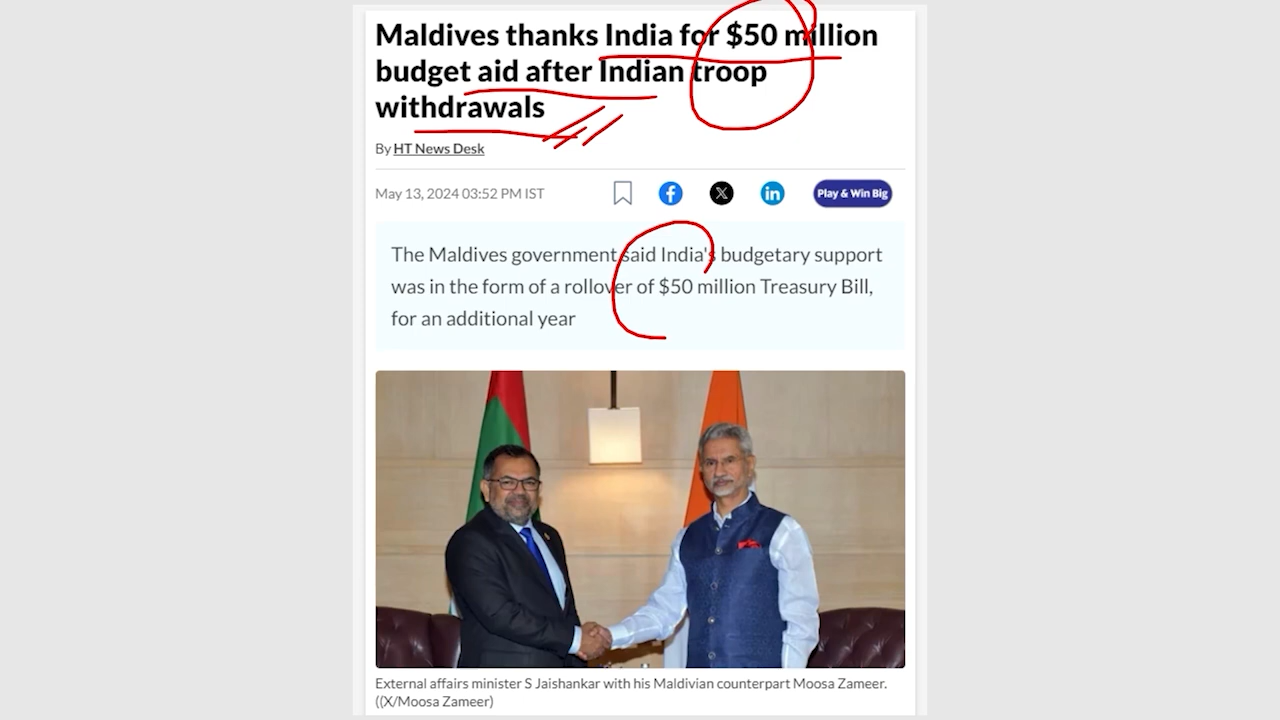 Maldives thanks India for $50 million
budget aid after Indian troop
withdrawals
By HT News Desk
May 13, 2024 03:52 PM IST
Play & Win Big
The Maldives government said India's budgetary support
was in the form of a rollover of $50 million Treasury Bill,
for an additional year
External affairs minister S Jaishankar with his Maldivian counterpart Moosa Zameer.
((X/Moosa Zameer)